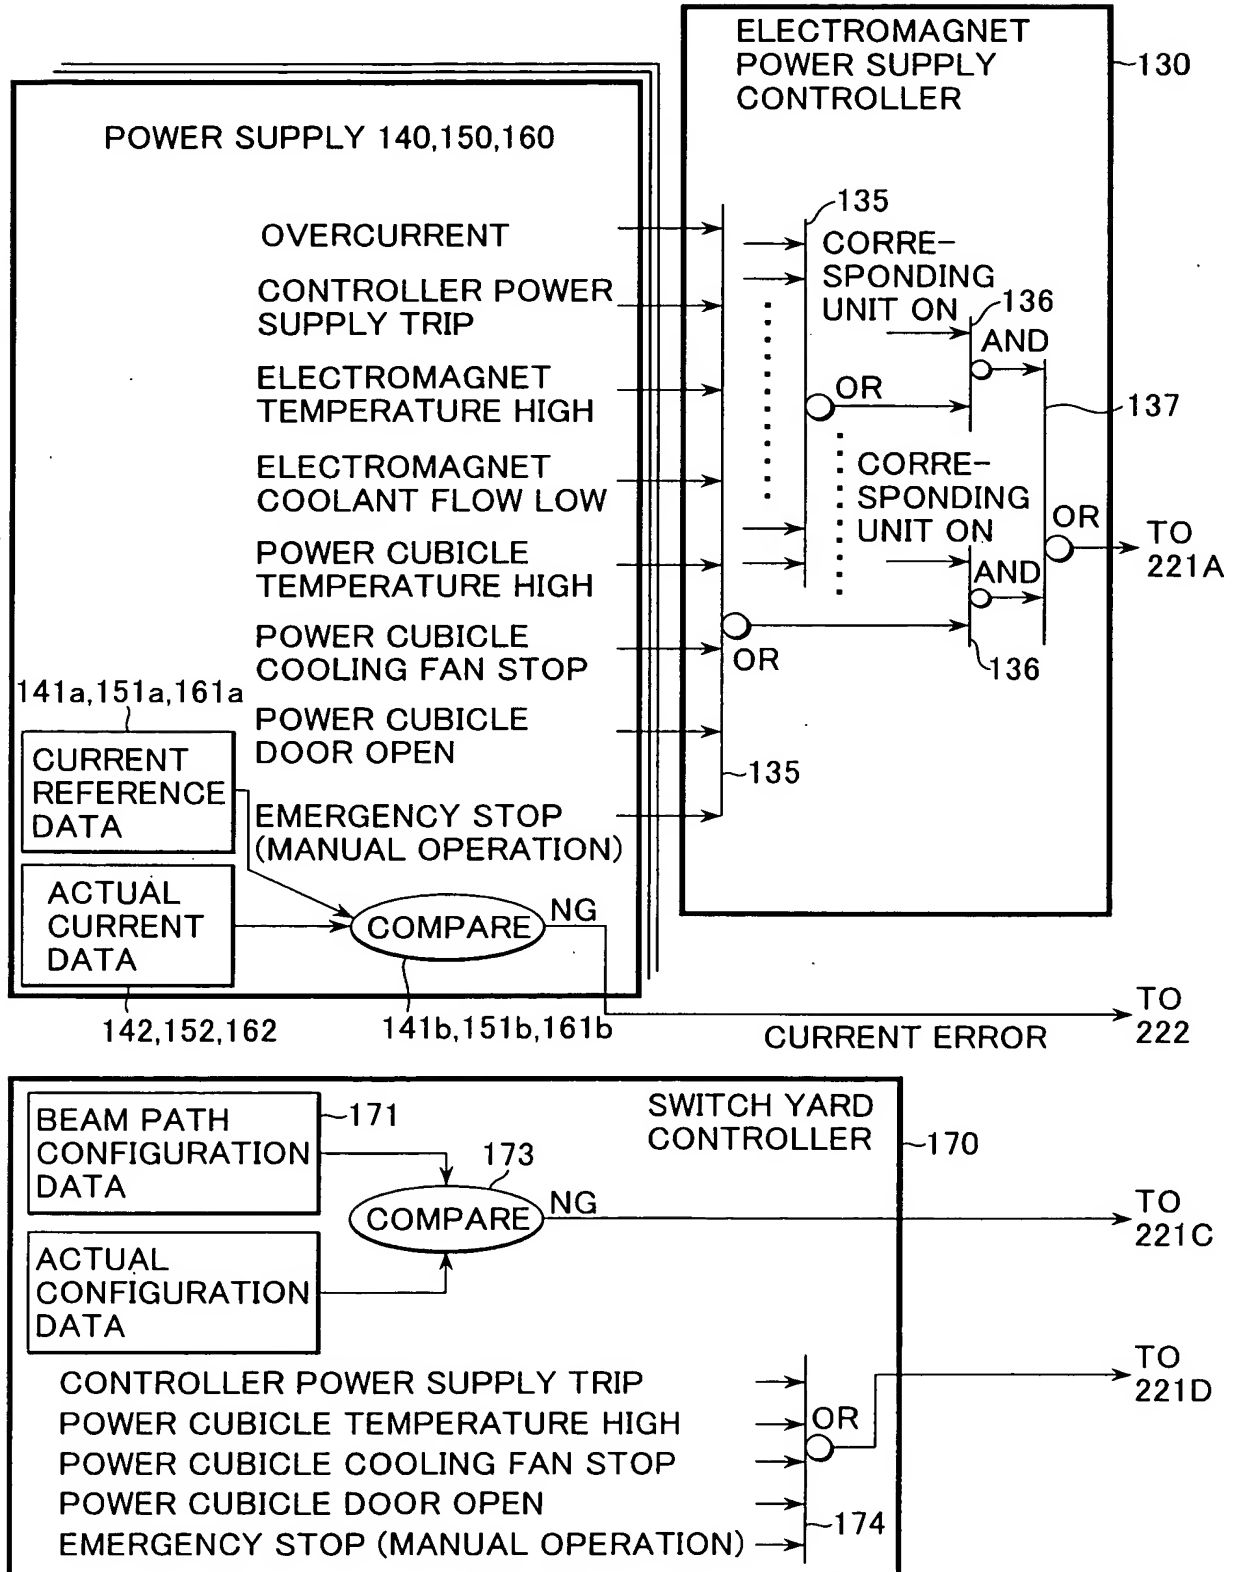 ELECTROMAGNET
POWER SUPPLY
CONTROLLER
130
POWER SUPPLY 140,150,160
OVERCURRENT
CONTROLLER POWER
SUPPLY TRIP
ELECTROMAGNET
TEMPERATURE HIGH
ELECTROMAGNET
COOLANT FLOW LOW
POWER CUBICLE
TEMPERATURE HIGH
POWER CUBICLE
COOLING FAN STOP
POWER CUBICLE
DOOR OPEN
EMERGENCY STOP
(MANUAL OPERATION)
135
CORRE-
SPONDING
UNIT ON
136
AND
OR
137
CORRE-
SPONDING
UNIT ON
AND
OR
TO
221A
OR
136
135
141a,151a,161a
CURRENT
REFERENCE
DATA
ACTUAL
CURRENT
DATA
COMPARE
NG
142,152,162
141b,151b,161b
CURRENT ERROR
TO
222
SWITCH YARD
CONTROLLER
170
BEAM PATH
CONFIGURATION
DATA
171
173
COMPARE
NG
TO
221C
ACTUAL
CONFIGURATION
DATA
CONTROLLER POWER SUPPLY TRIP
POWER CUBICLE TEMPERATURE HIGH
POWER CUBICLE COOLING FAN STOP
POWER CUBICLE DOOR OPEN
EMERGENCY STOP (MANUAL OPERATION)
OR
174
TO
221D